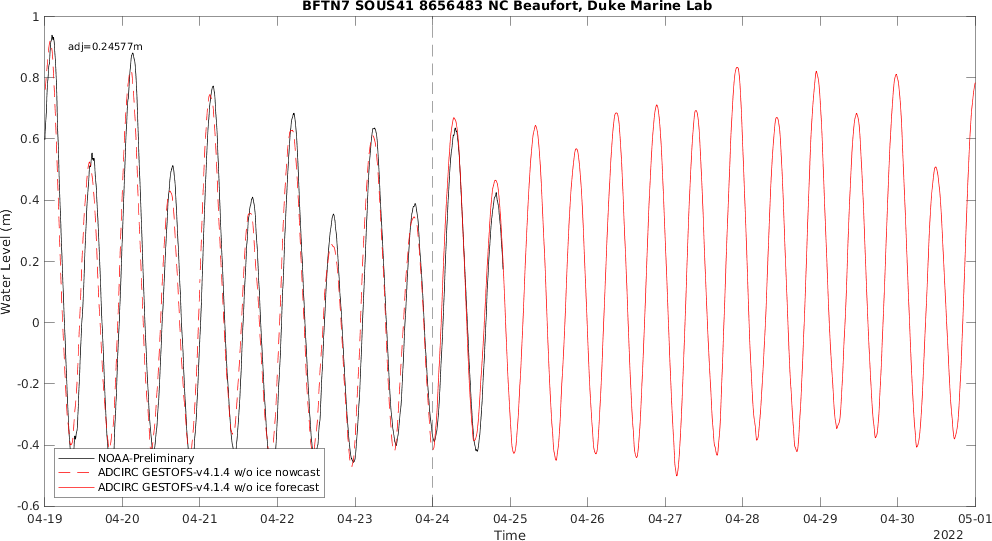 BFTN7 SOUS41 8656483 NC Beaufort, Duke Marine Lab
adj=0.24577m
Water Level (m)
1
0.8
0.6
0.4
0.2
0
-0.2
-0.4
-0.6
NOAA-Preliminary
ADCIRC GESTOFS-v4.1.4 w/o ice nowcast
ADCIRC GESTOFS-v4.1.4 w/o ice forecast
04-19 04-20 04-21 04-22 04-23 04-24 04-25 04-26 04-27 04-28 04-29 04-30 05-01
Time
2022